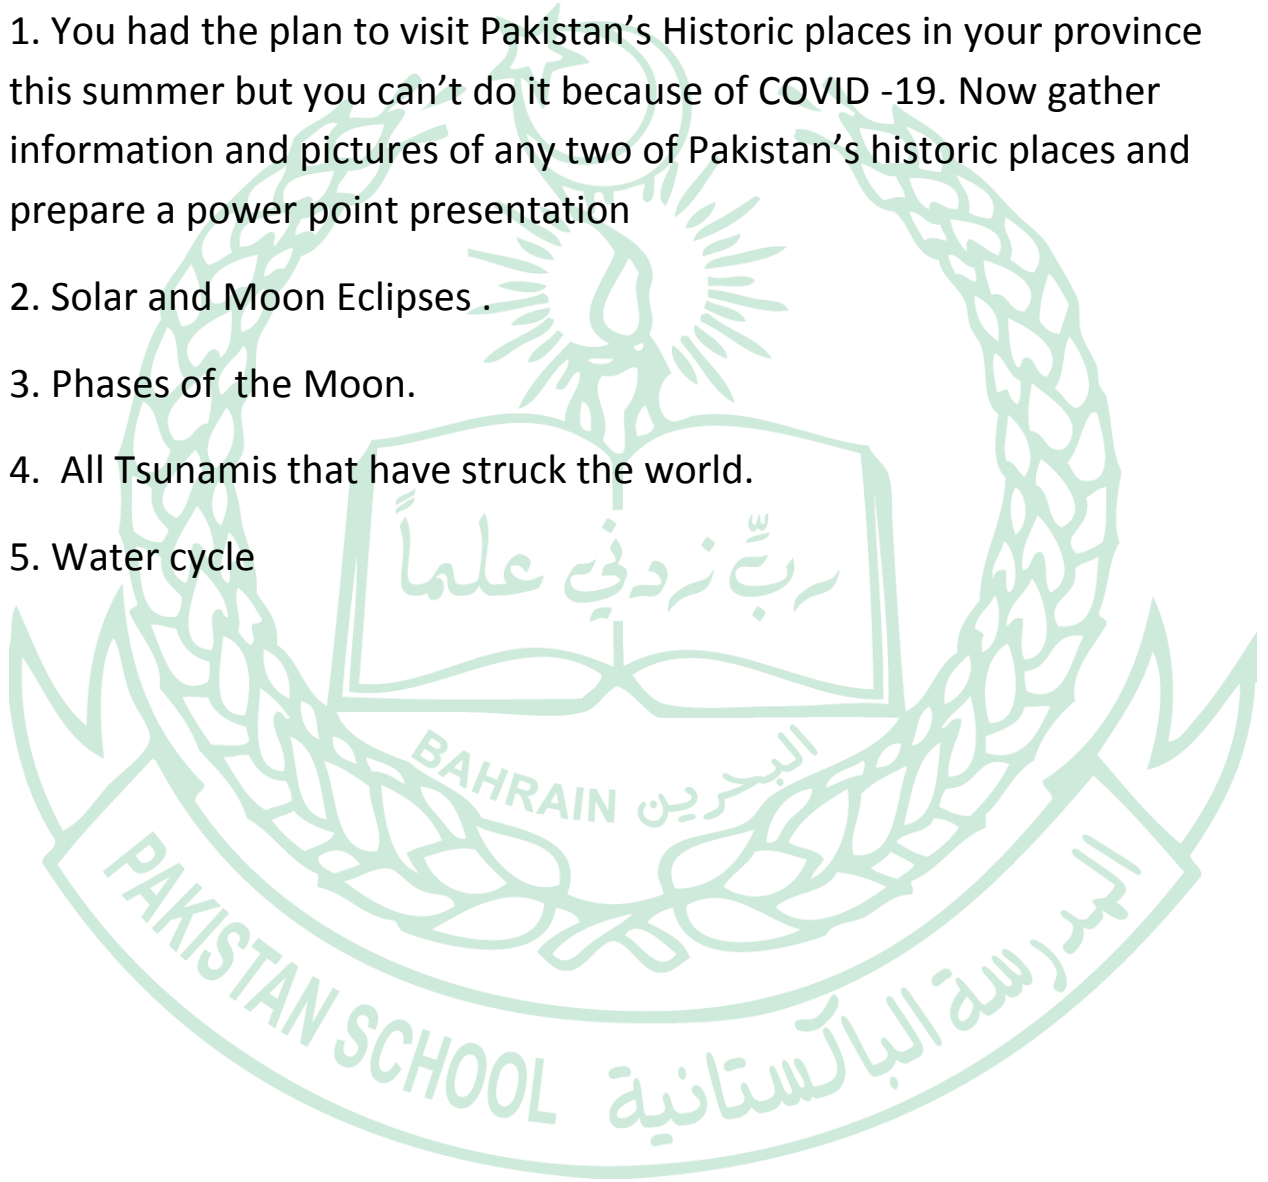 1. You had the plan to visit Pakistan’s Historic places in your province
this summer but you can’t do it because of COVID -19. Now gather
information and pictures of any two of Pakistan’s historic places and
prepare a power point presentation
2. Solar and Moon Eclipses .
3. Phases of  the Moon.
4.  All Tsunamis that have struck the world.
5. Water cycle
ربِّ زدني علماً
BAHRAIN البحرين
PAKISTAN SCHOOL المدرسة الباكستانية